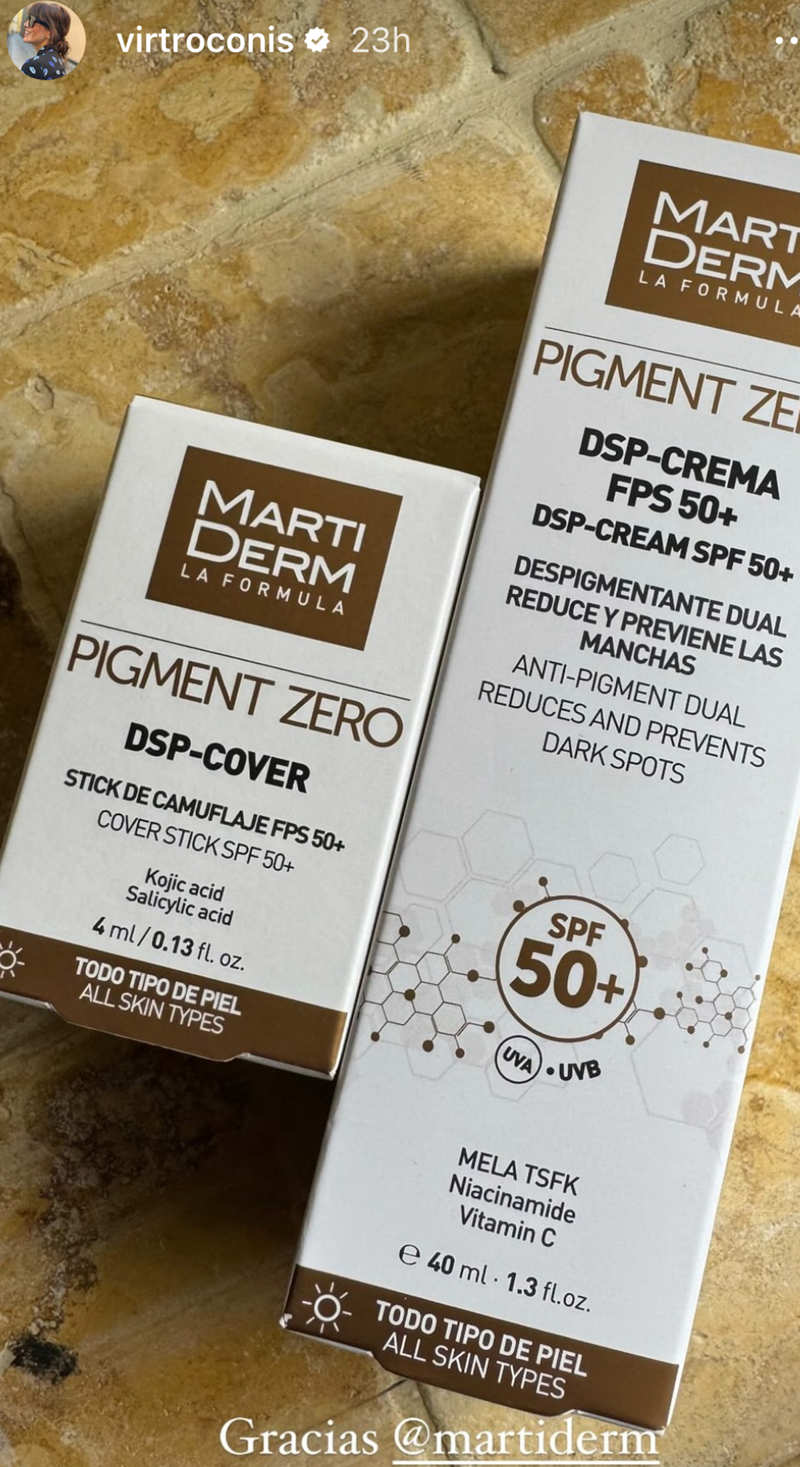 virtroconis 23h
MARTI
DERM
LA FORMULA
PIGMENT ZERO
DSP-COVER
STICK DE CAMUFLAJE FPS 50+
COVER STICK SPF 50+
Kojic acid
Salicylic acid
4 ml / 0.13 fl. oz.
TODO TIPO DE PIEL
ALL SKIN TYPES
MART
DERM
LA FORMULA
PIGMENT ZE
DSP-CREMA
FPS 50+
DSP-CREAM SPF 50+
DESPIGMENTANTE DUAL
REDUCE Y PREVIENE LAS
MANCHAS
ANTI-PIGMENT DUAL
REDUCES AND PREVENTS
DARK SPOTS
SPF
50+
UVA • UVB
MELA TSFK
Niacinamide
Vitamin C
℮ 40 ml · 1.3 fl.oz.
TODO TIPO DE PIEL
ALL SKIN TYPES
Gracias @martiderm